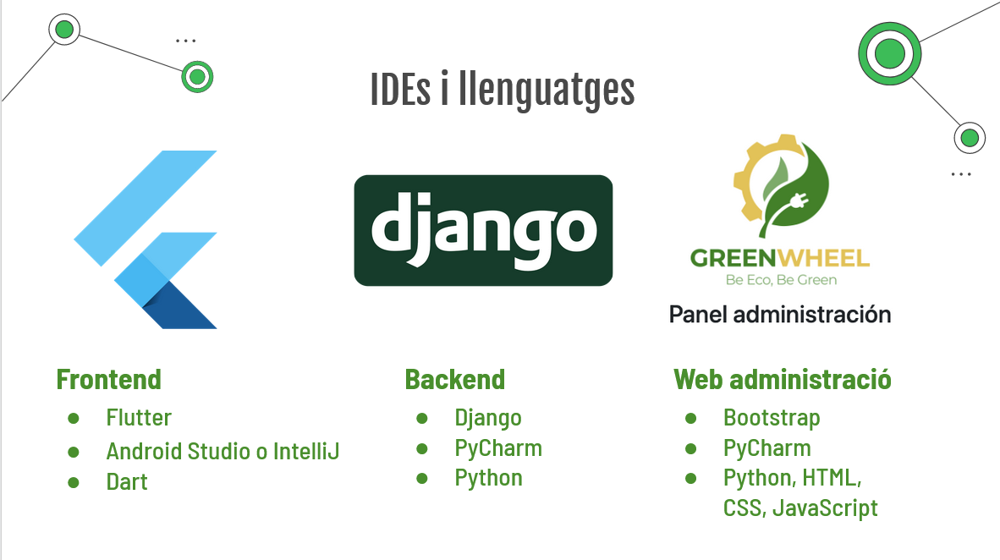 IDEs i llenguatges
django
GREENWHEEL
Be Eco, Be Green
Panel administración
Frontend
● Flutter
● Android Studio o IntelliJ
● Dart
Backend
● Django
● PyCharm
● Python
Web administració
● Bootstrap
● PyCharm
● Python, HTML,
CSS, JavaScript